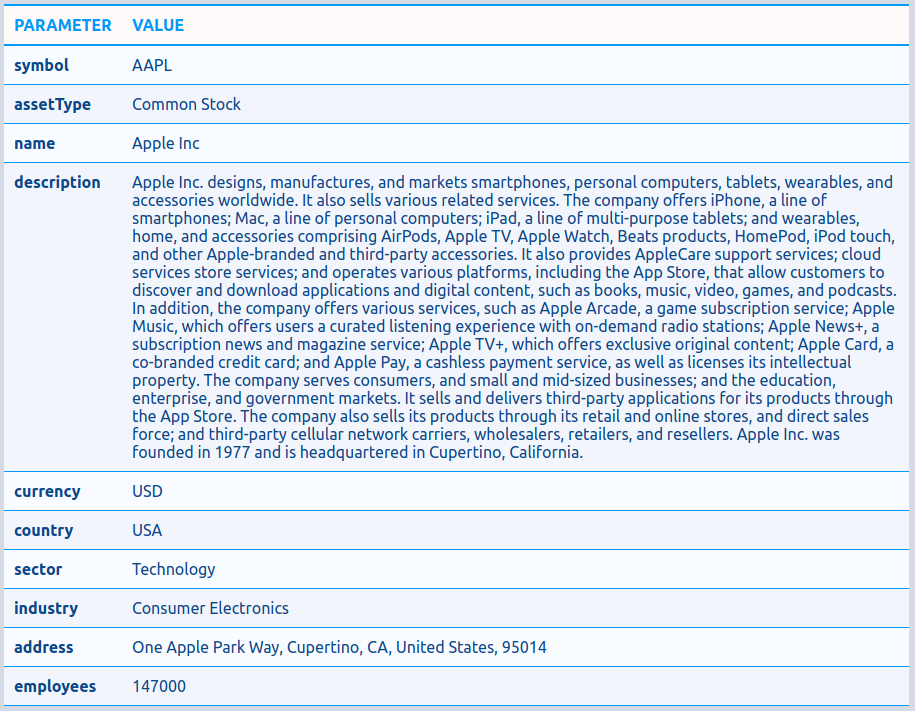 PARAMETER VALUE
symbol AAPL
assetType Common Stock
name Apple Inc
description Apple Inc. designs, manufactures, and markets smartphones, personal computers, tablets, wearables, and
accessories worldwide. It also sells various related services. The company offers iPhone, a line of
smartphones; Mac, a line of personal computers; iPad, a line of multi-purpose tablets; and wearables,
home, and accessories comprising AirPods, Apple TV, Apple Watch, Beats products, HomePod, iPod touch,
and other Apple-branded and third-party accessories. It also provides AppleCare support services; cloud
services store services; and operates various platforms, including the App Store, that allow customers to
discover and download applications and digital content, such as books, music, video, games, and podcasts.
In addition, the company offers various services, such as Apple Arcade, a game subscription service; Apple
Music, which offers users a curated listening experience with on-demand radio stations; Apple News+, a
subscription news and magazine service; Apple TV+, which offers exclusive original content; Apple Card, a
co-branded credit card; and Apple Pay, a cashless payment service, as well as licenses its intellectual
property. The company serves consumers, and small and mid-sized businesses; and the education,
enterprise, and government markets. It sells and delivers third-party applications for its products through
the App Store. The company also sells its products through its retail and online stores, and direct sales
force; and third-party cellular network carriers, wholesalers, retailers, and resellers. Apple Inc. was
founded in 1977 and is headquartered in Cupertino, California.
currency USD
country USA
sector Technology
industry Consumer Electronics
address One Apple Park Way, Cupertino, CA, United States, 95014
employees 147000